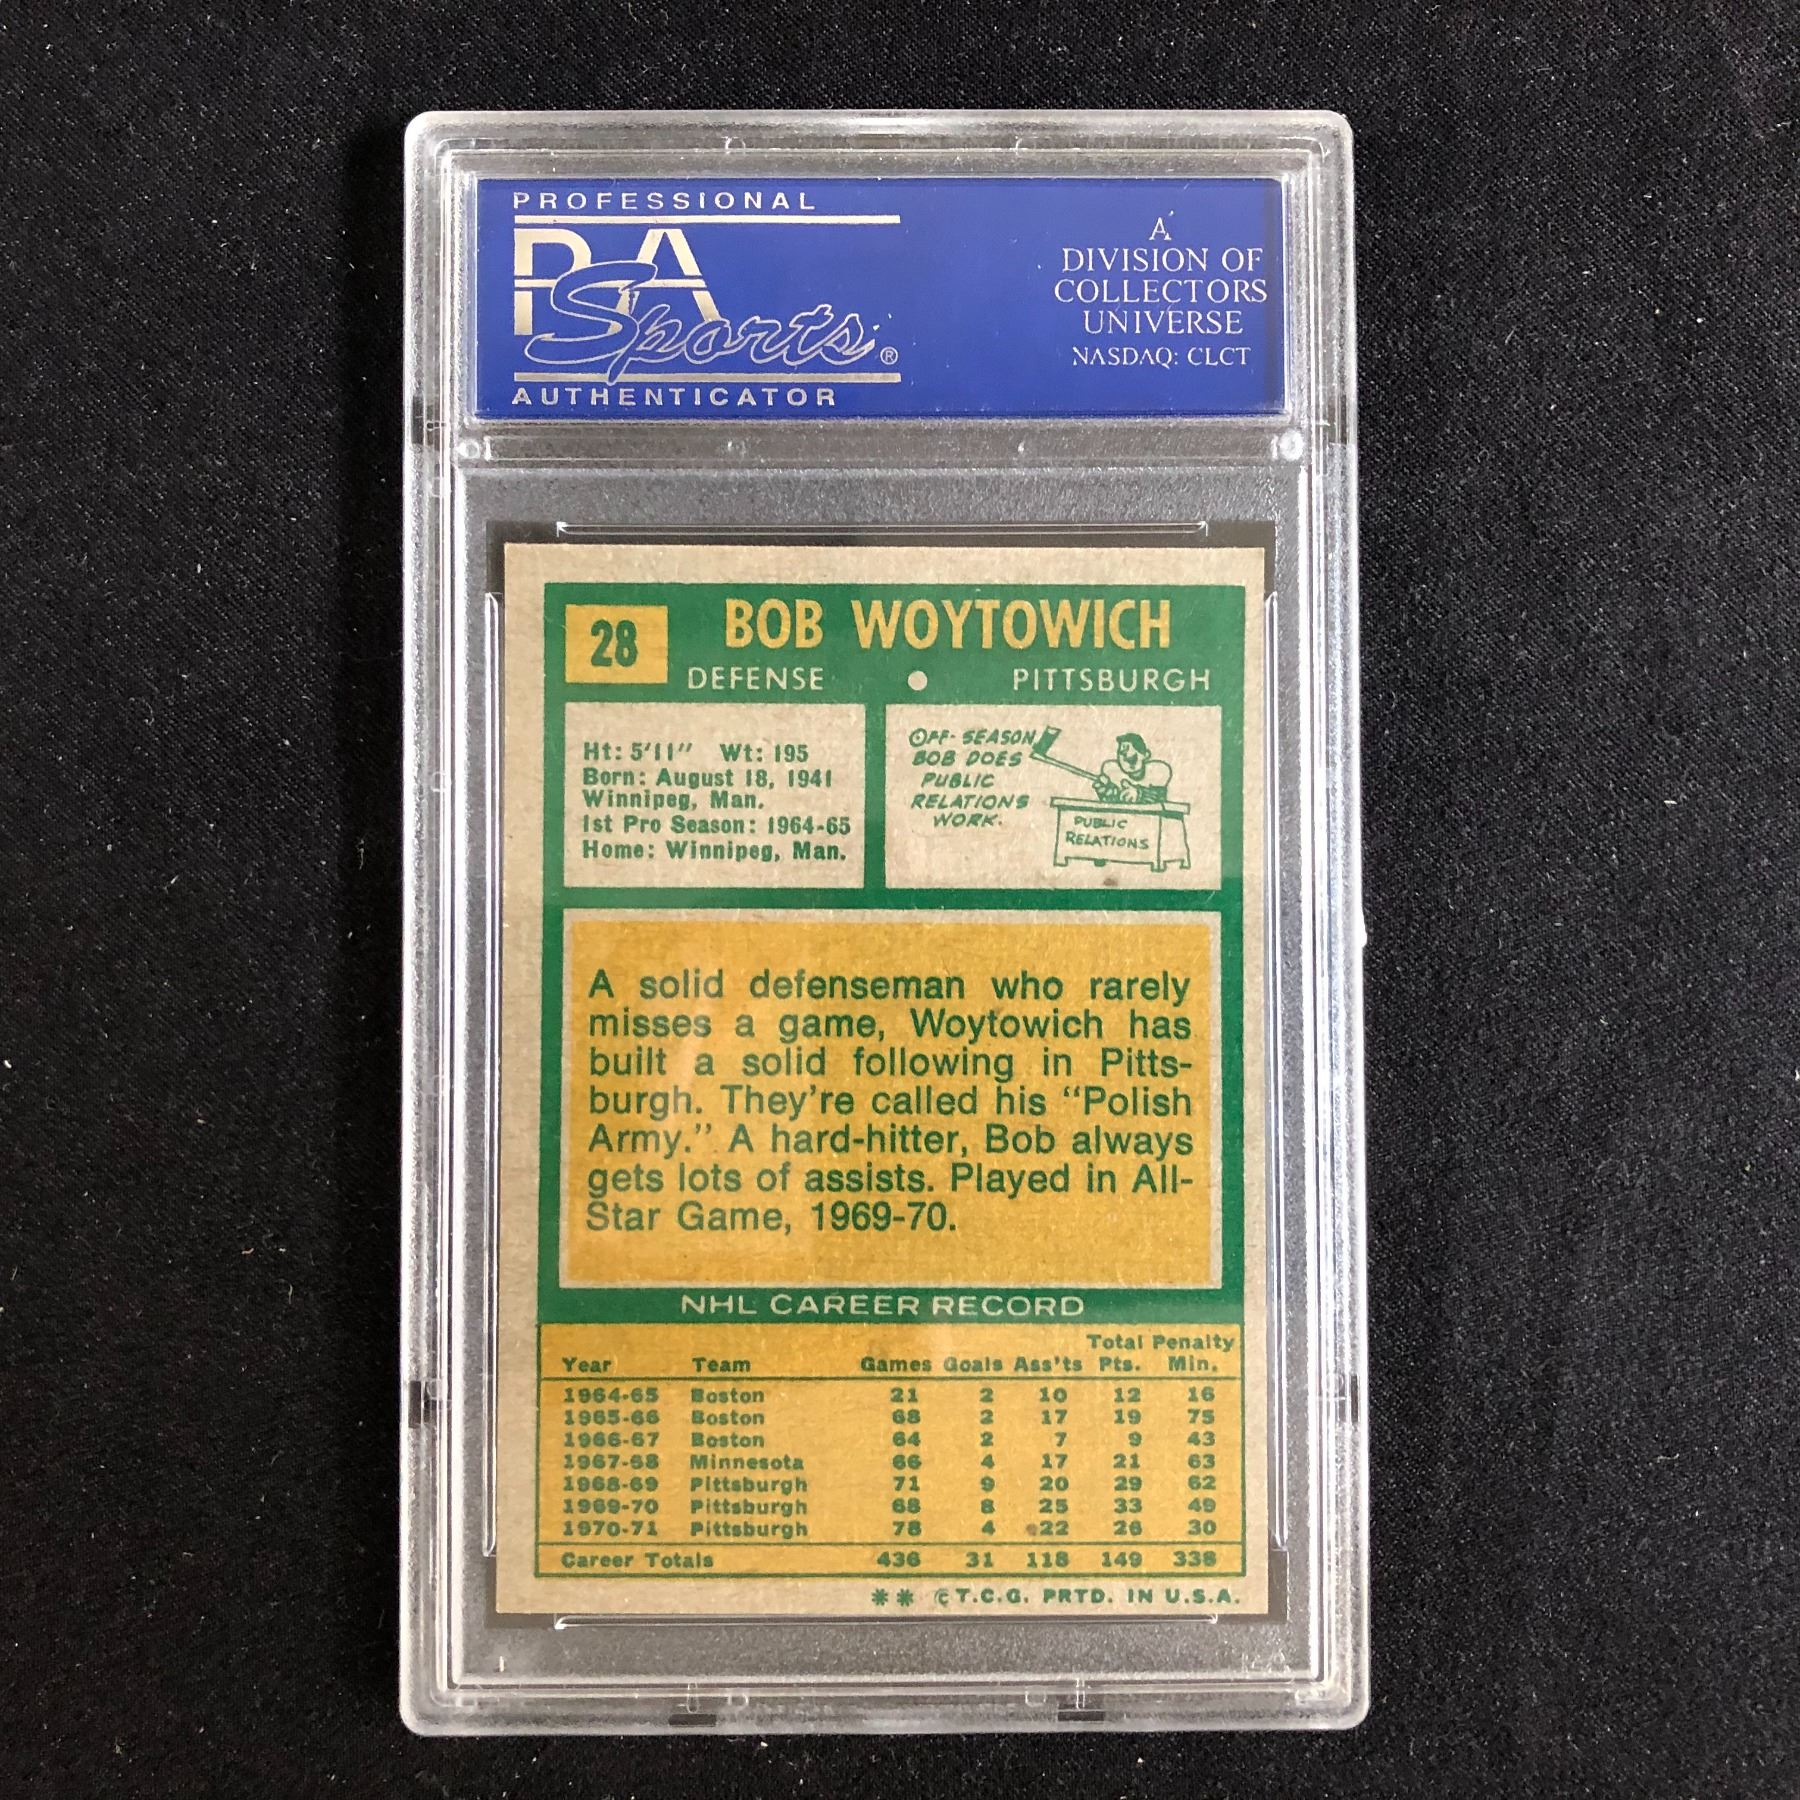 PROFESSIONAL
PSA
Sports®
AUTHENTICATOR
A
DIVISION OF
COLLECTORS
UNIVERSE
NASDAQ: CLCT
28
BOB WOYTOWICH
DEFENSE • PITTSBURGH
Ht: 5'11" Wt: 195
Born: August 18, 1941
Winnipeg, Man.
1st Pro Season: 1964-65
Home: Winnipeg, Man.
OFF-SEASON
BOB DOES
PUBLIC
RELATIONS
WORK.
PUBLIC
RELATIONS
A solid defenseman who rarely
misses a game, Woytowich has
built a solid following in Pitts-
burgh. They're called his "Polish
Army." A hard-hitter, Bob always
gets lots of assists. Played in All-
Star Game, 1969-70.
NHL CAREER RECORD
Total Penalty
Year Team Games Goals Ass'ts Pts. Min.
1964-65 Boston 21 2 10 12 16
1965-66 Boston 68 2 17 19 75
1966-67 Boston 64 2 7 9 43
1967-68 Minnesota 66 4 17 21 63
1968-69 Pittsburgh 71 9 20 29 62
1969-70 Pittsburgh 68 8 25 33 49
1970-71 Pittsburgh 78 4 22 26 30
Career Totals 436 31 118 149 338
** © T.C.G. PRTD. IN U.S.A.